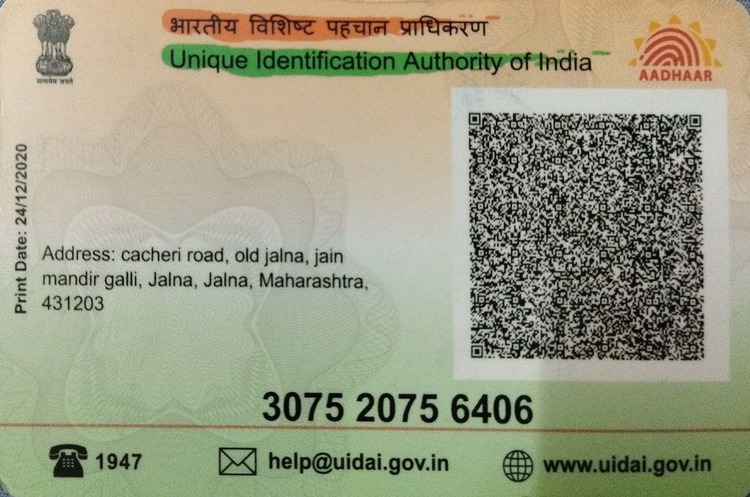 भारतीय विशिष्ट पहचान प्राधिकरण
Unique Identification Authority of India
सत्यमेव जयते
AADHAAR
Print Date: 24/12/2020
Address: cacheri road, old jalna, jain
mandir galli, Jalna, Jalna, Maharashtra,
431203
3075 2075 6406
1947
help@uidai.gov.in
www.uidai.gov.in